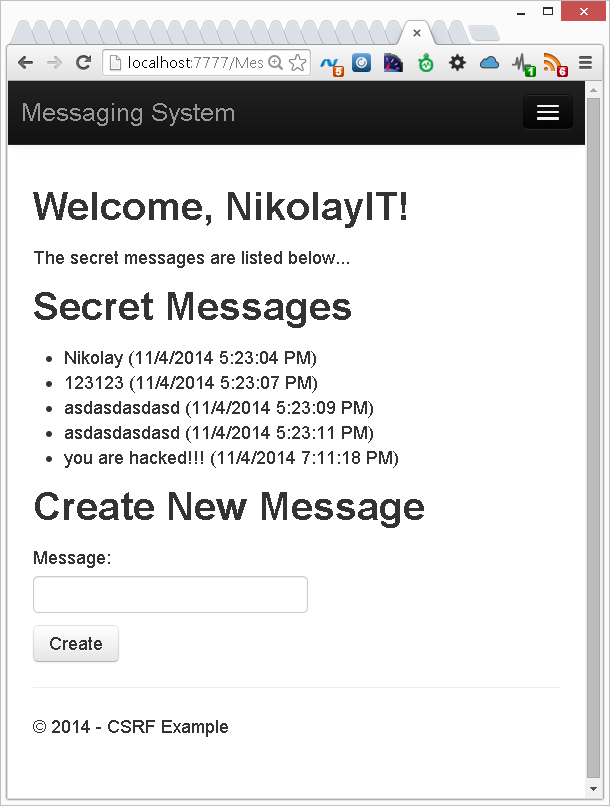 localhost:7777/Mes
5
1
6
Messaging System
Welcome, NikolayIT!
The secret messages are listed below...
Secret Messages
Nikolay (11/4/2014 5:23:04 PM)
123123 (11/4/2014 5:23:07 PM)
asdasdasdasd (11/4/2014 5:23:09 PM)
asdasdasdasd (11/4/2014 5:23:11 PM)
you are hacked!!! (11/4/2014 7:11:18 PM)
Create New Message
Message:
Create
© 2014 - CSRF Example